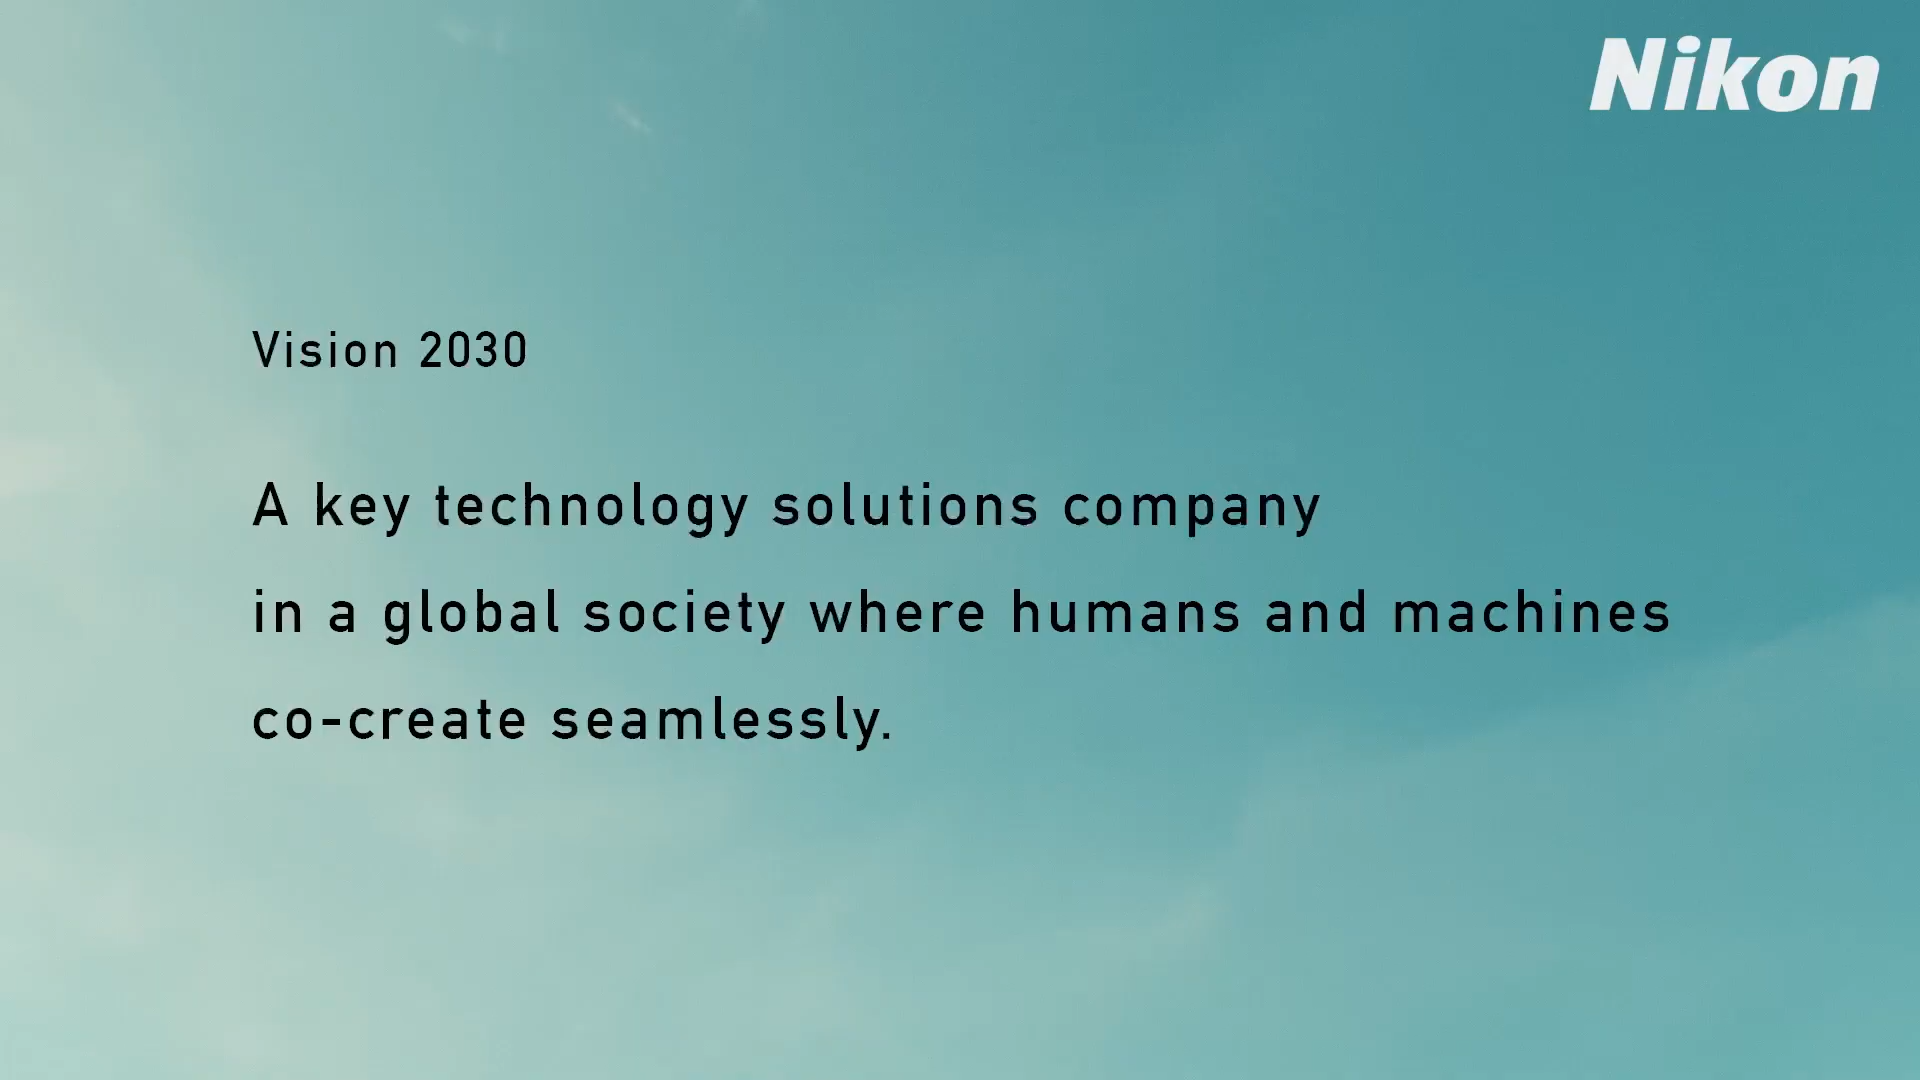 Nikon
Vision 2030
A key technology solutions company
in a global society where humans and machines
co-create seamlessly.